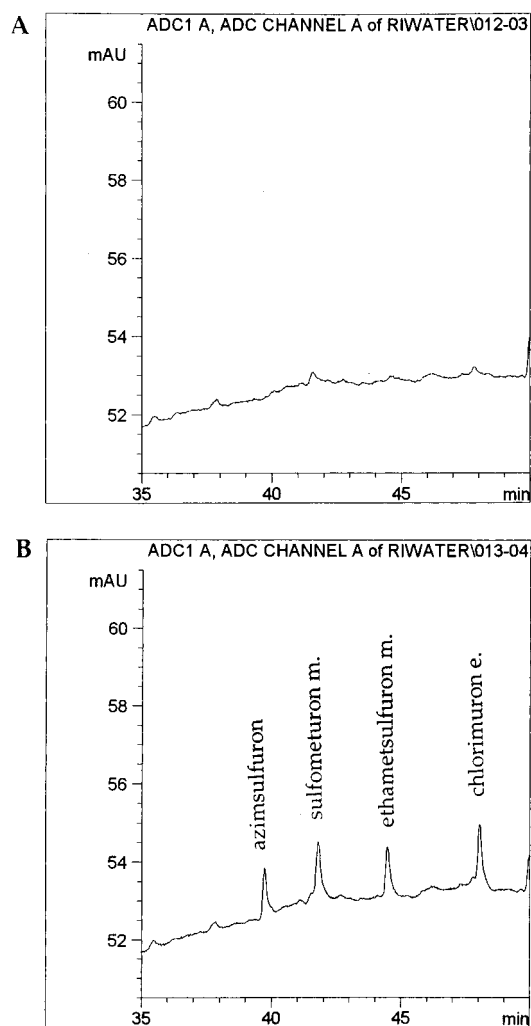 A
ADC1 A, ADC CHANNEL A of RIWATER\012-03
mAU
60
58
56
54
52
35
40
45
min
B
ADC1 A, ADC CHANNEL A of RIWATER\013-04
mAU
60
58
56
54
52
azimsulfuron
sulfometuron m.
ethametsulfuron m.
chlorimuron e.
35
40
45
min